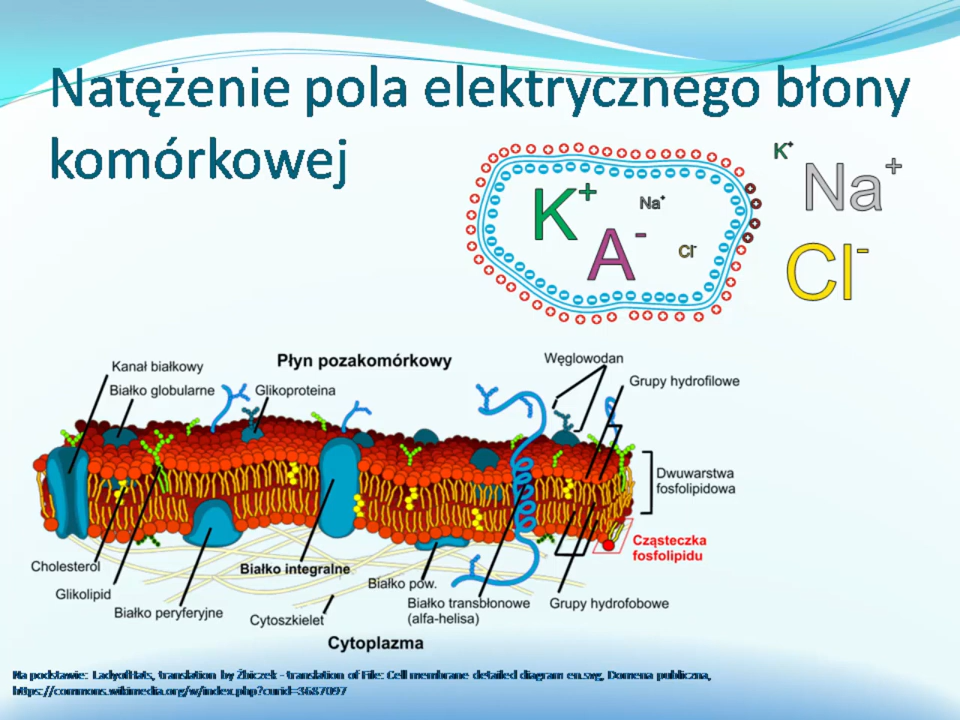 Natężenie pola elektrycznego błony
komórkowej
K+
Na+
Cl-
K+
Na+
A-
Cl-
Płyn pozakomórkowy
Węglowodan
Kanał białkowy
Grupy hydrofilowe
Białko globularne
Glikoproteina
Dwuwarstwa
fosfolipidowa
Cząsteczka
fosfolipidu
Cholesterol
Białko integralne
Glikolipid
Białko pow.
Białko peryferyjne
Cytoszkielet
Białko transbłonowe
(alfa-helisa)
Grupy hydrofobowe
Cytoplazma
Na podstawie: LadyofHats, translation by Żbiczek - translation of File: Cell membrane detailed diagram en.svg, Domena publiczna,
https://commons.wikimedia.org/w/index.php?curid=3687097